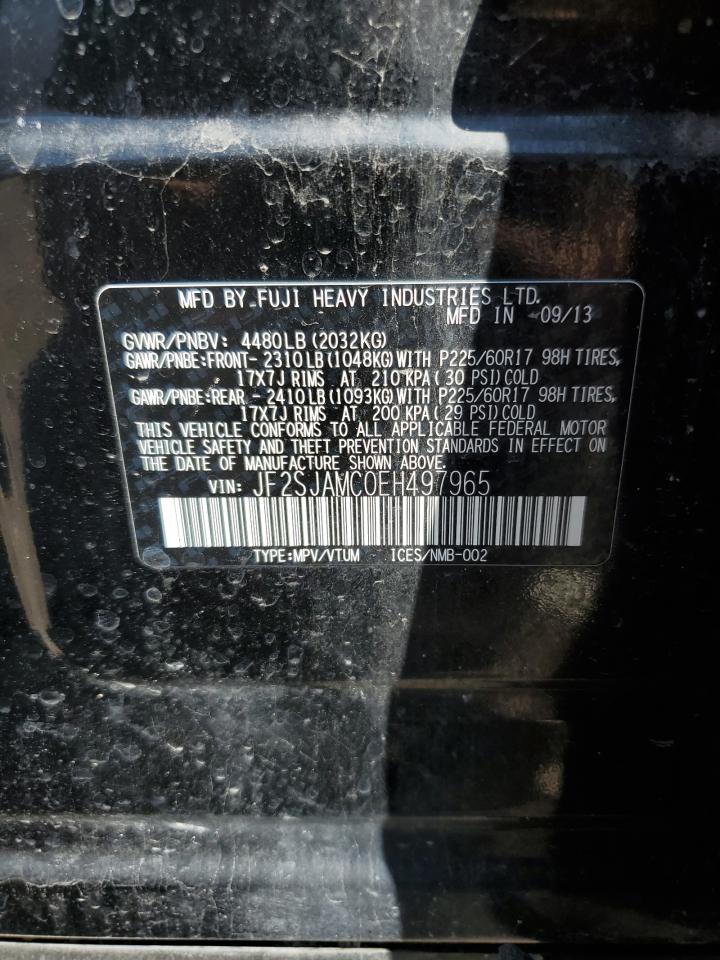 MFD BY FUJI HEAVY INDUSTRIES LTD.
MFD IN 09/13
GVWR/PNBV: 4480LB (2032KG)
GAWR/PNBE:FRONT- 2310LB (1048KG) WITH P225/60R17 98H TIRES,
17X7J RIMS AT 210 KPA (30 PSI) COLD
GAWR/PNBE:REAR - 2410LB (1093KG) WITH P225/60R17 98H TIRES,
17X7J RIMS AT 200 KPA (29 PSI) COLD
THIS VEHICLE CONFORMS TO ALL APPLICABLE FEDERAL MOTOR
VEHICLE SAFETY AND THEFT PREVENTION STANDARDS IN EFFECT ON
THE DATE OF MANUFACTURE SHOWN ABOVE.
VIN: JF2SJAMC0EH497965
TYPE:MPV/VTUM ICES/NMB-002